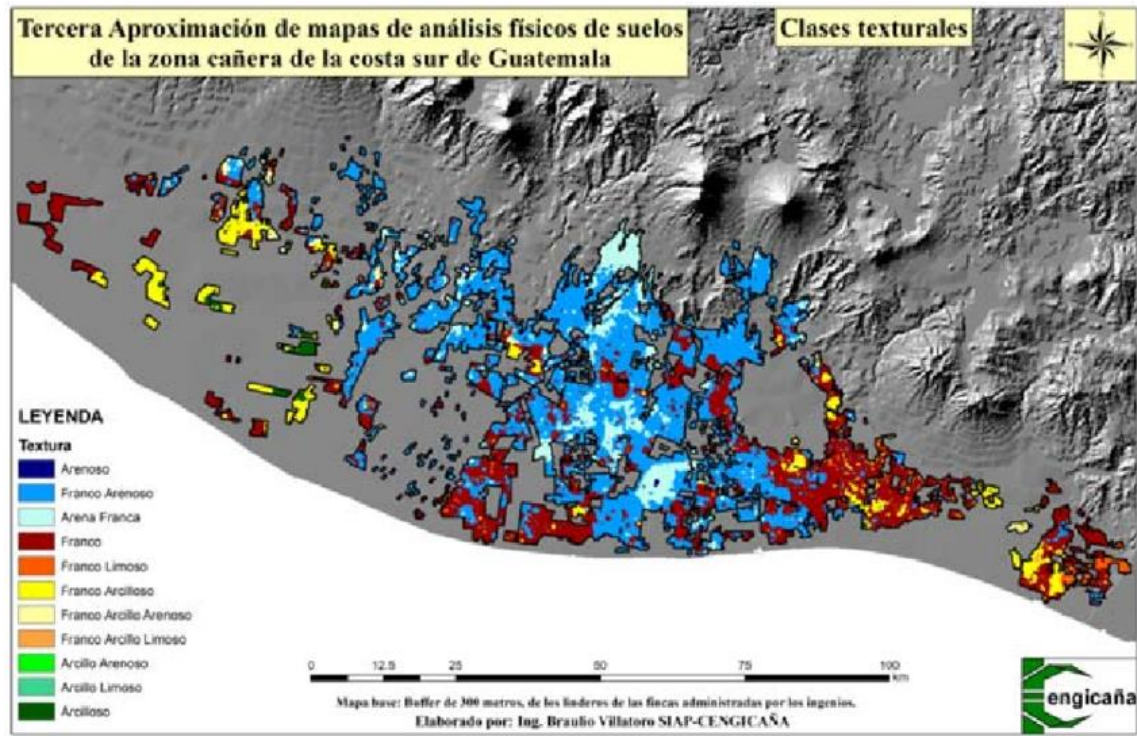 Tercera Aproximación de mapas de análisis físicos de suelos
de la zona cañera de la costa sur de Guatemala
Clases texturales
LEYENDA
Textura
Arenoso
Franco Arenoso
Arena Franca
Franco
Franco Limoso
Franco Arcilloso
Franco Arcillo Arenoso
Franco Arcillo Limoso
Arcillo Arenoso
Arcillo Limoso
Arcilloso
0 12.5 25 50 75 100
km
Mapa base: Buffer de 300 metros, de los linderos de las fincas administradas por los ingenios.
Elaborado por: Ing. Braulio Villatoro SIAP-CENGICAÑA
engicaña